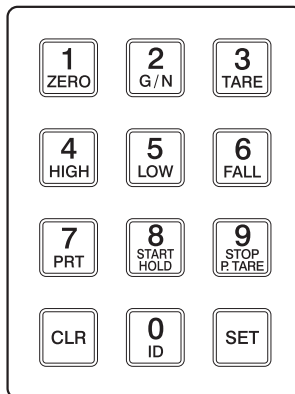 1
ZERO
2
G/N
3
TARE
4
HIGH
5
LOW
6
FALL
7
PRT
8
START
HOLD
9
STOP
P. TARE
CLR
0
ID
SET